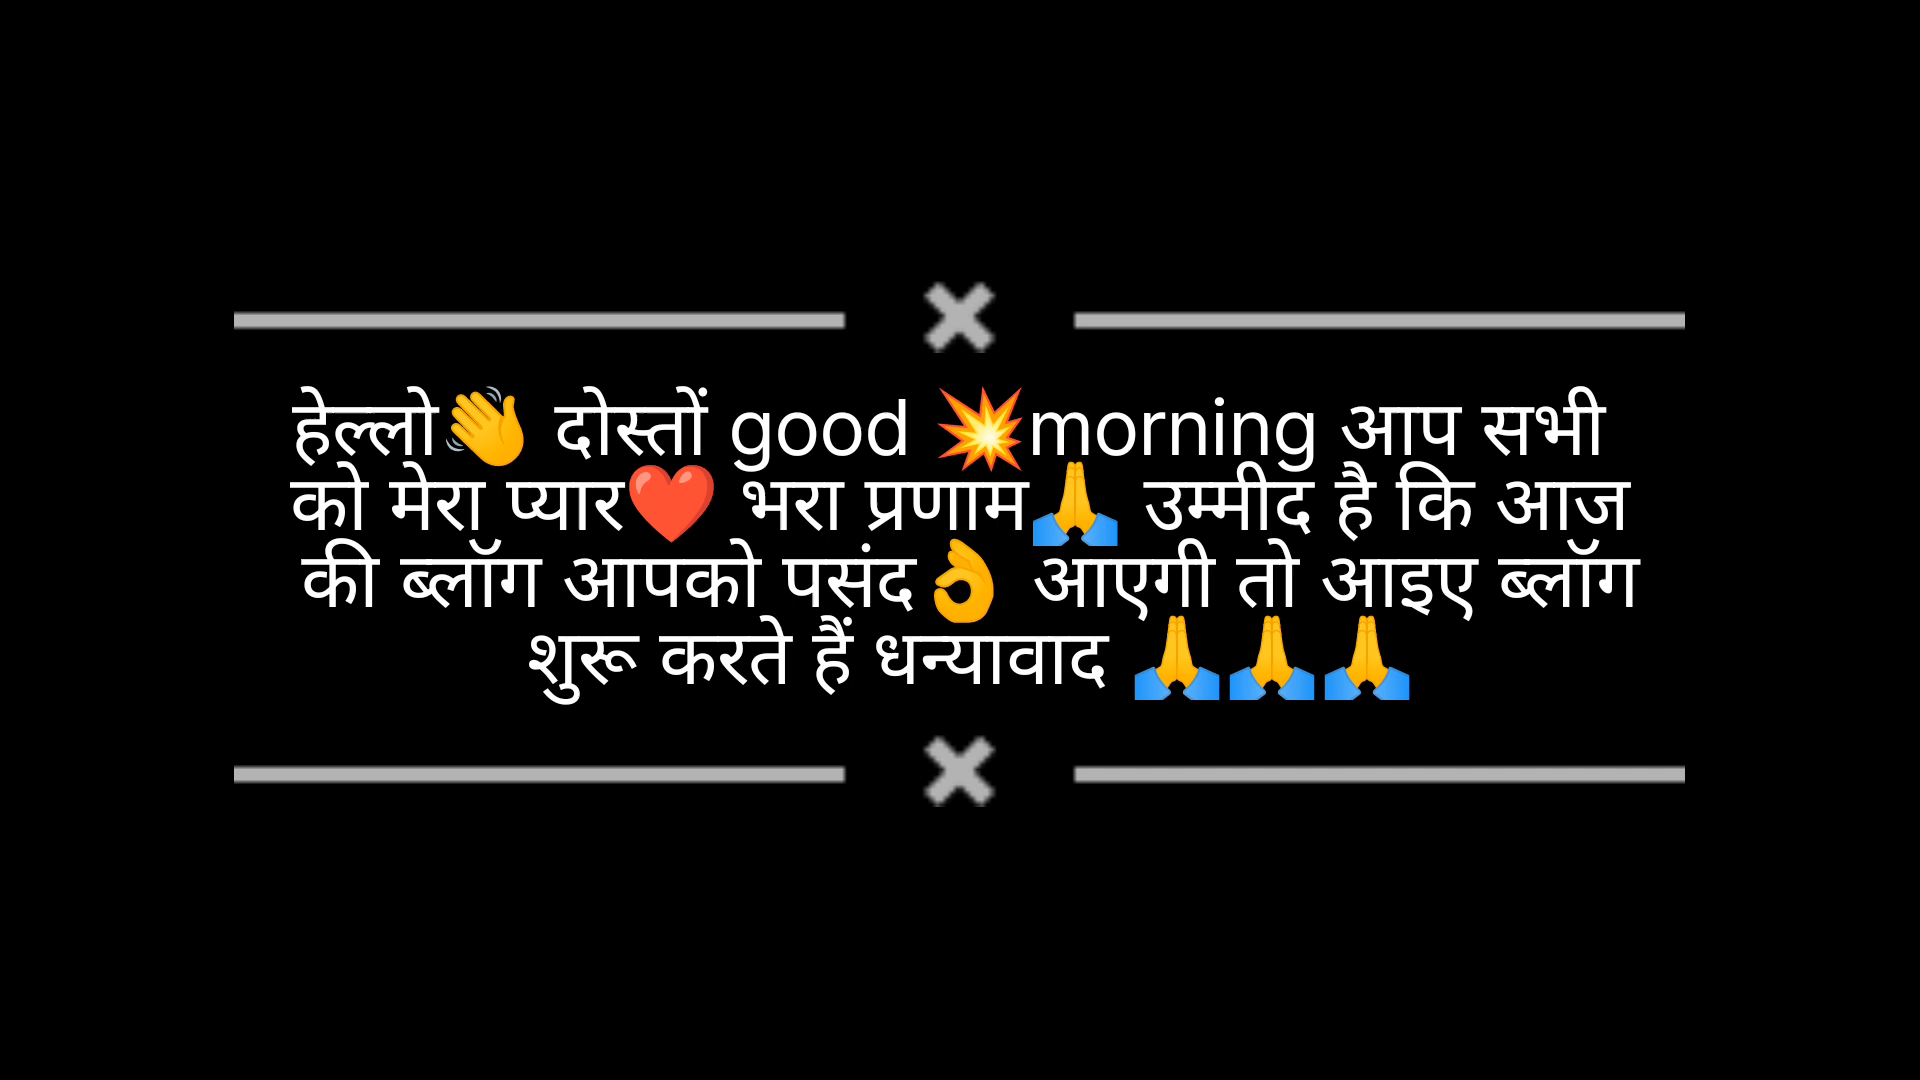 हेल्लो👋 दोस्तों good 💥morning आप सभी
को मेरा प्यार❤️ भरा प्रणाम🙏 उम्मीद है कि आज
की ब्लॉग आपको पसंद👌 आएगी तो आइए ब्लॉग
शुरू करते हैं धन्यावाद 🙏🙏🙏